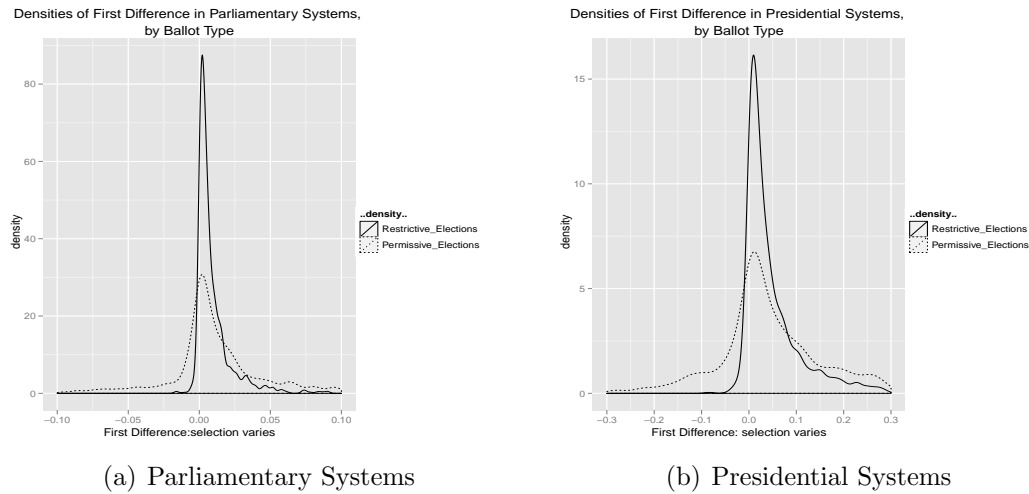 Densities of First Difference in Parliamentary Systems,
by Ballot Type
80
60
40
20
0
density
−0.10
−0.05
0.00
0.05
0.10
First Difference:selection varies
..density..
Restrictive_Elections
Permissive_Elections
(a) Parliamentary Systems
Densities of First Difference in Presidential Systems,
by Ballot Type
15
10
5
0
density
−0.3
−0.2
−0.1
0.0
0.1
0.2
0.3
First Difference: selection varies
..density..
Restrictive_Elections
Permissive_Elections
(b) Presidential Systems